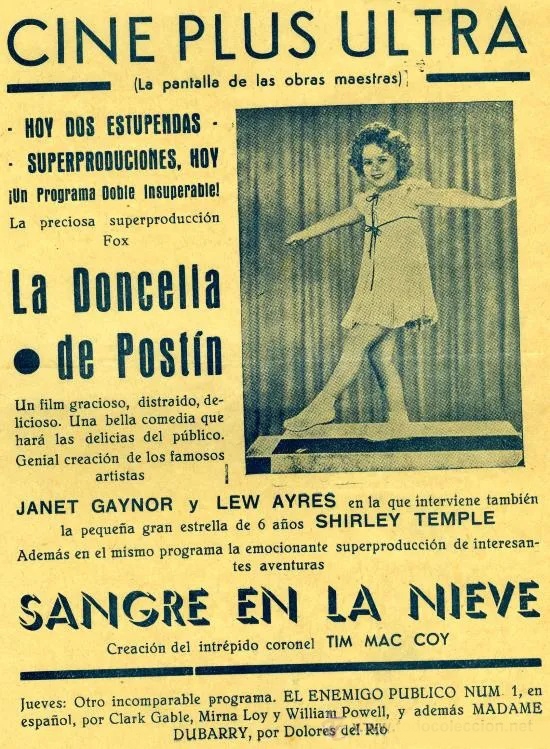 CINE PLUS ULTRA
(La pantalla de las obras maestras)
- HOY DOS ESTUPENDAS -
- SUPERPRODUCIONES, HOY
¡Un Programa Doble Insuperable!
La preciosa superproducción
Fox
La Doncella
de Postín
Un film gracioso, distraido, de-
licioso. Una bella comedia que
hará las delicias del público.
Genial creación de los famosos
artistas
JANET GAYNOR y LEW AYRES en la que interviene también
la pequeña gran estrella de 6 años SHIRLEY TEMPLE
Además en el mismo programa la emocionante superproducción de interesan-
tes aventuras
SANGRE EN LA NIEVE
Creación del intrépido coronel TIM MAC COY
Jueves: Otro incomparable programa. EL ENEMIGO PUBLICO NUM. 1, en
español, por Clark Gable, Mirna Loy y William Powell, y además MADAME
DUBARRY, por Dolores del Río